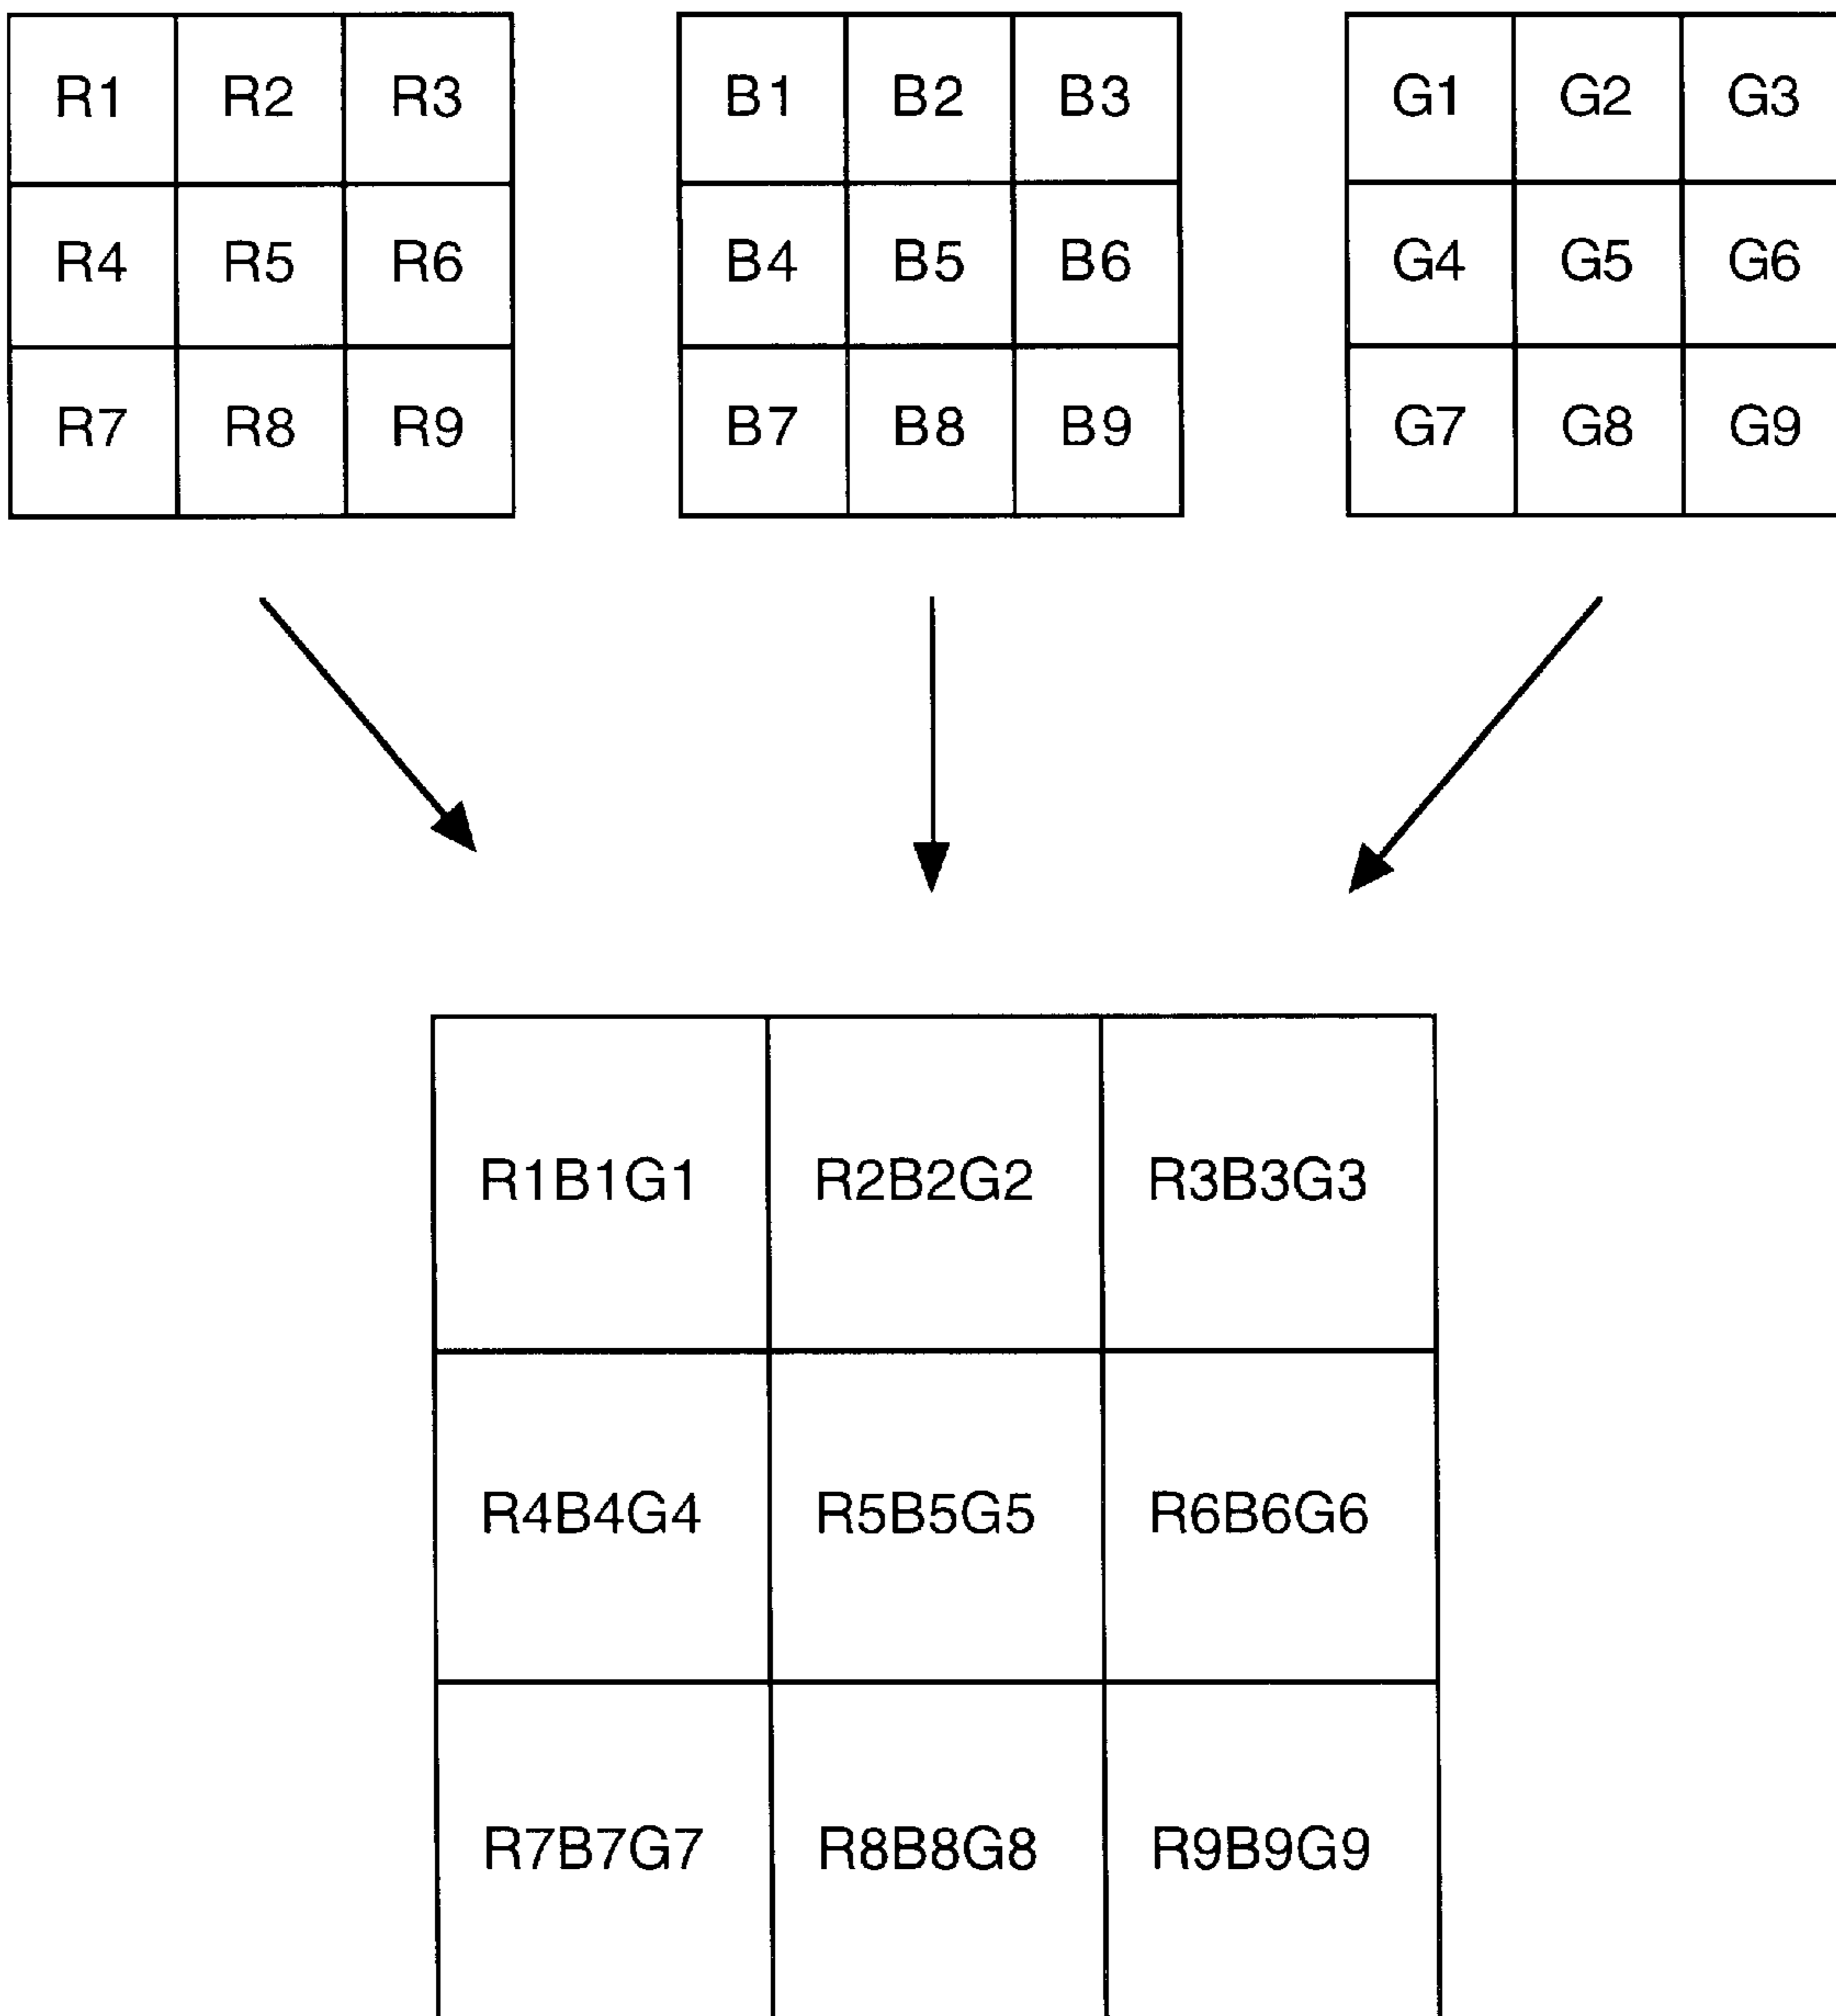 R1 R2 R3 B1 B2 B3 G1 G2 G3
R4 R5 R6 B4 B5 B6 G4 G5 G6
R7 R8 R9 B7 B8 B9 G7 G8 G9
R1B1G1 R2B2G2 R3B3G3
R4B4G4 R5B5G5 R6B6G6
R7B7G7 R8B8G8 R9B9G9